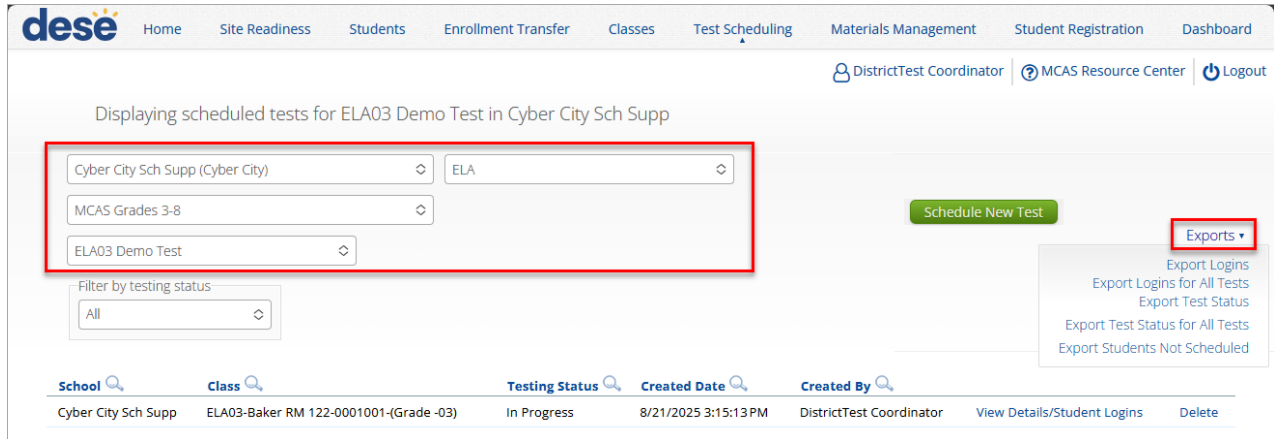 dese Home Site Readiness Students Enrollment Transfer Classes Test Scheduling Materials Management Student Registration Dashboard
DistrictTest Coordinator ? MCAS Resource Center Logout
Displaying scheduled tests for ELA03 Demo Test in Cyber City Sch Supp
Cyber City Sch Supp (Cyber City) ELA
MCAS Grades 3-8
Schedule New Test
Exports
ELA03 Demo Test
Export Logins
Export Logins for All Tests
Export Test Status
Export Test Status for All Tests
Export Students Not Scheduled
Filter by testing status
All
School Class Testing Status Created Date Created By
Cyber City Sch Supp ELA03-Baker RM 122-0001001-(Grade -03) In Progress 8/21/2025 3:15:13 PM DistrictTest Coordinator View Details/Student Logins Delete